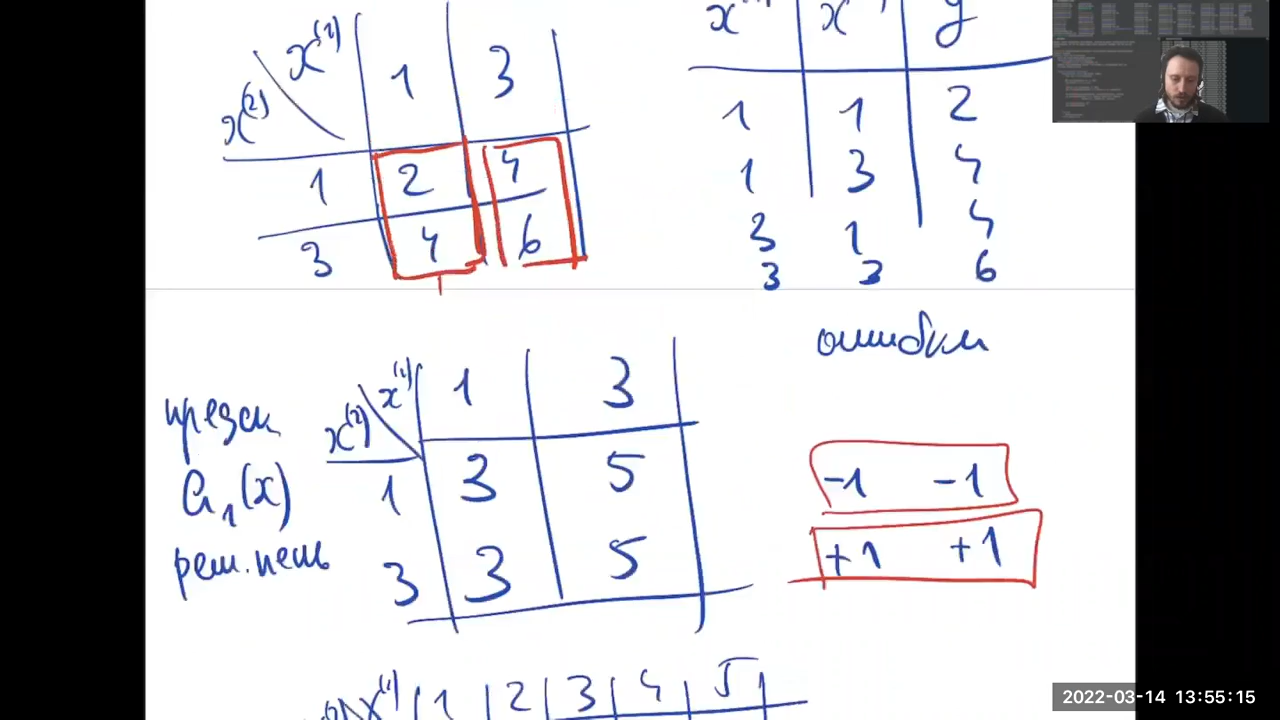 x⁽¹⁾ 1 3
x⁽²⁾
1 2 4
3 4 6
y
1 1 2
1 3 4
3 1 4
3 3 6
ошибки
x⁽¹⁾ 1 3
x⁽²⁾
1 3 5
3 3 5
предск
a₁(x)
реш. пень
-1 -1
+1 +1
x⁽¹⁾ 1 2 3 4 5
2022-03-14 13:55:15